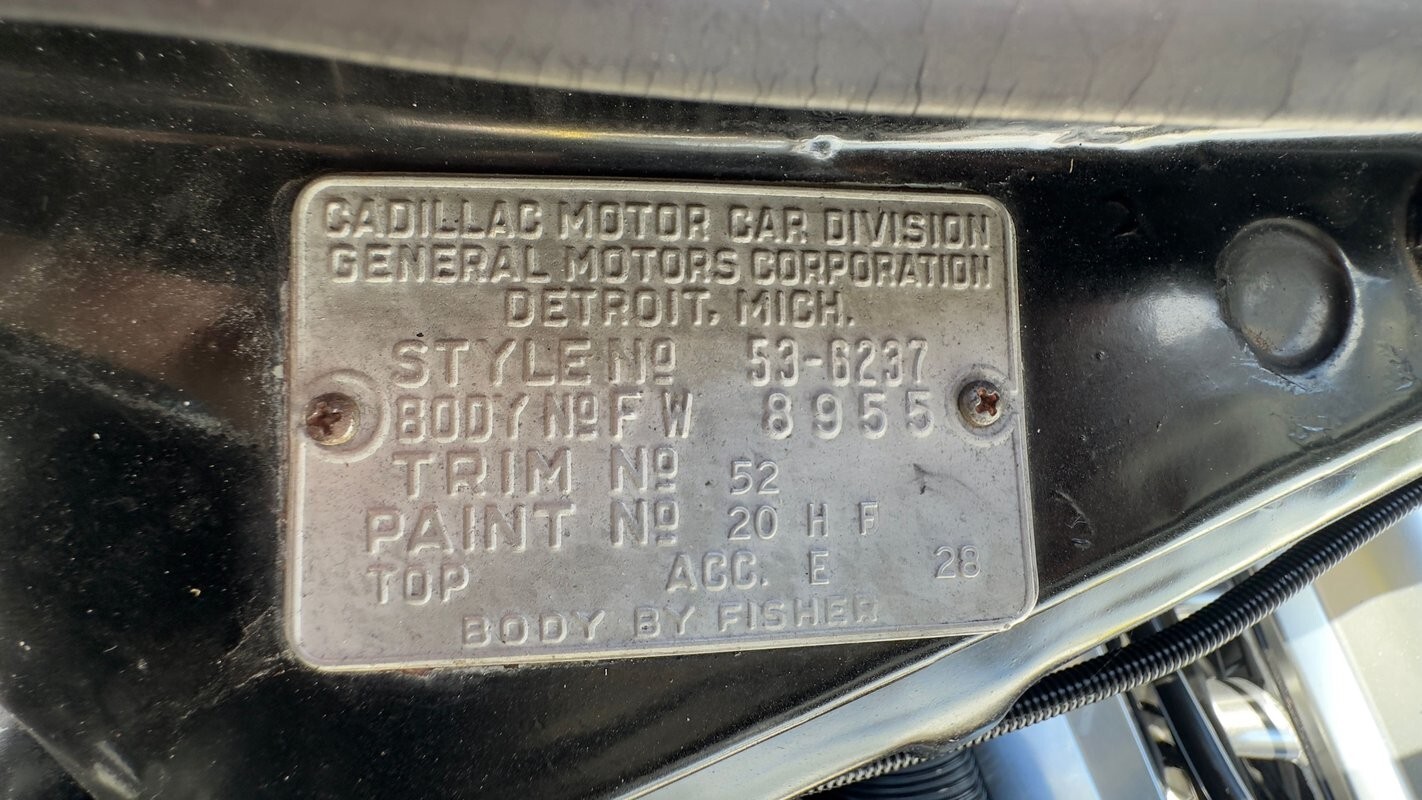 CADILLAC MOTOR CAR DIVISION
GENERAL MOTORS CORPORATION
DETROIT, MICH.
STYLE Nº 53-6237
BODY Nº FW 8955
TRIM Nº 52
PAINT Nº 20 H F
TOP ACC. E 28
BODY BY FISHER